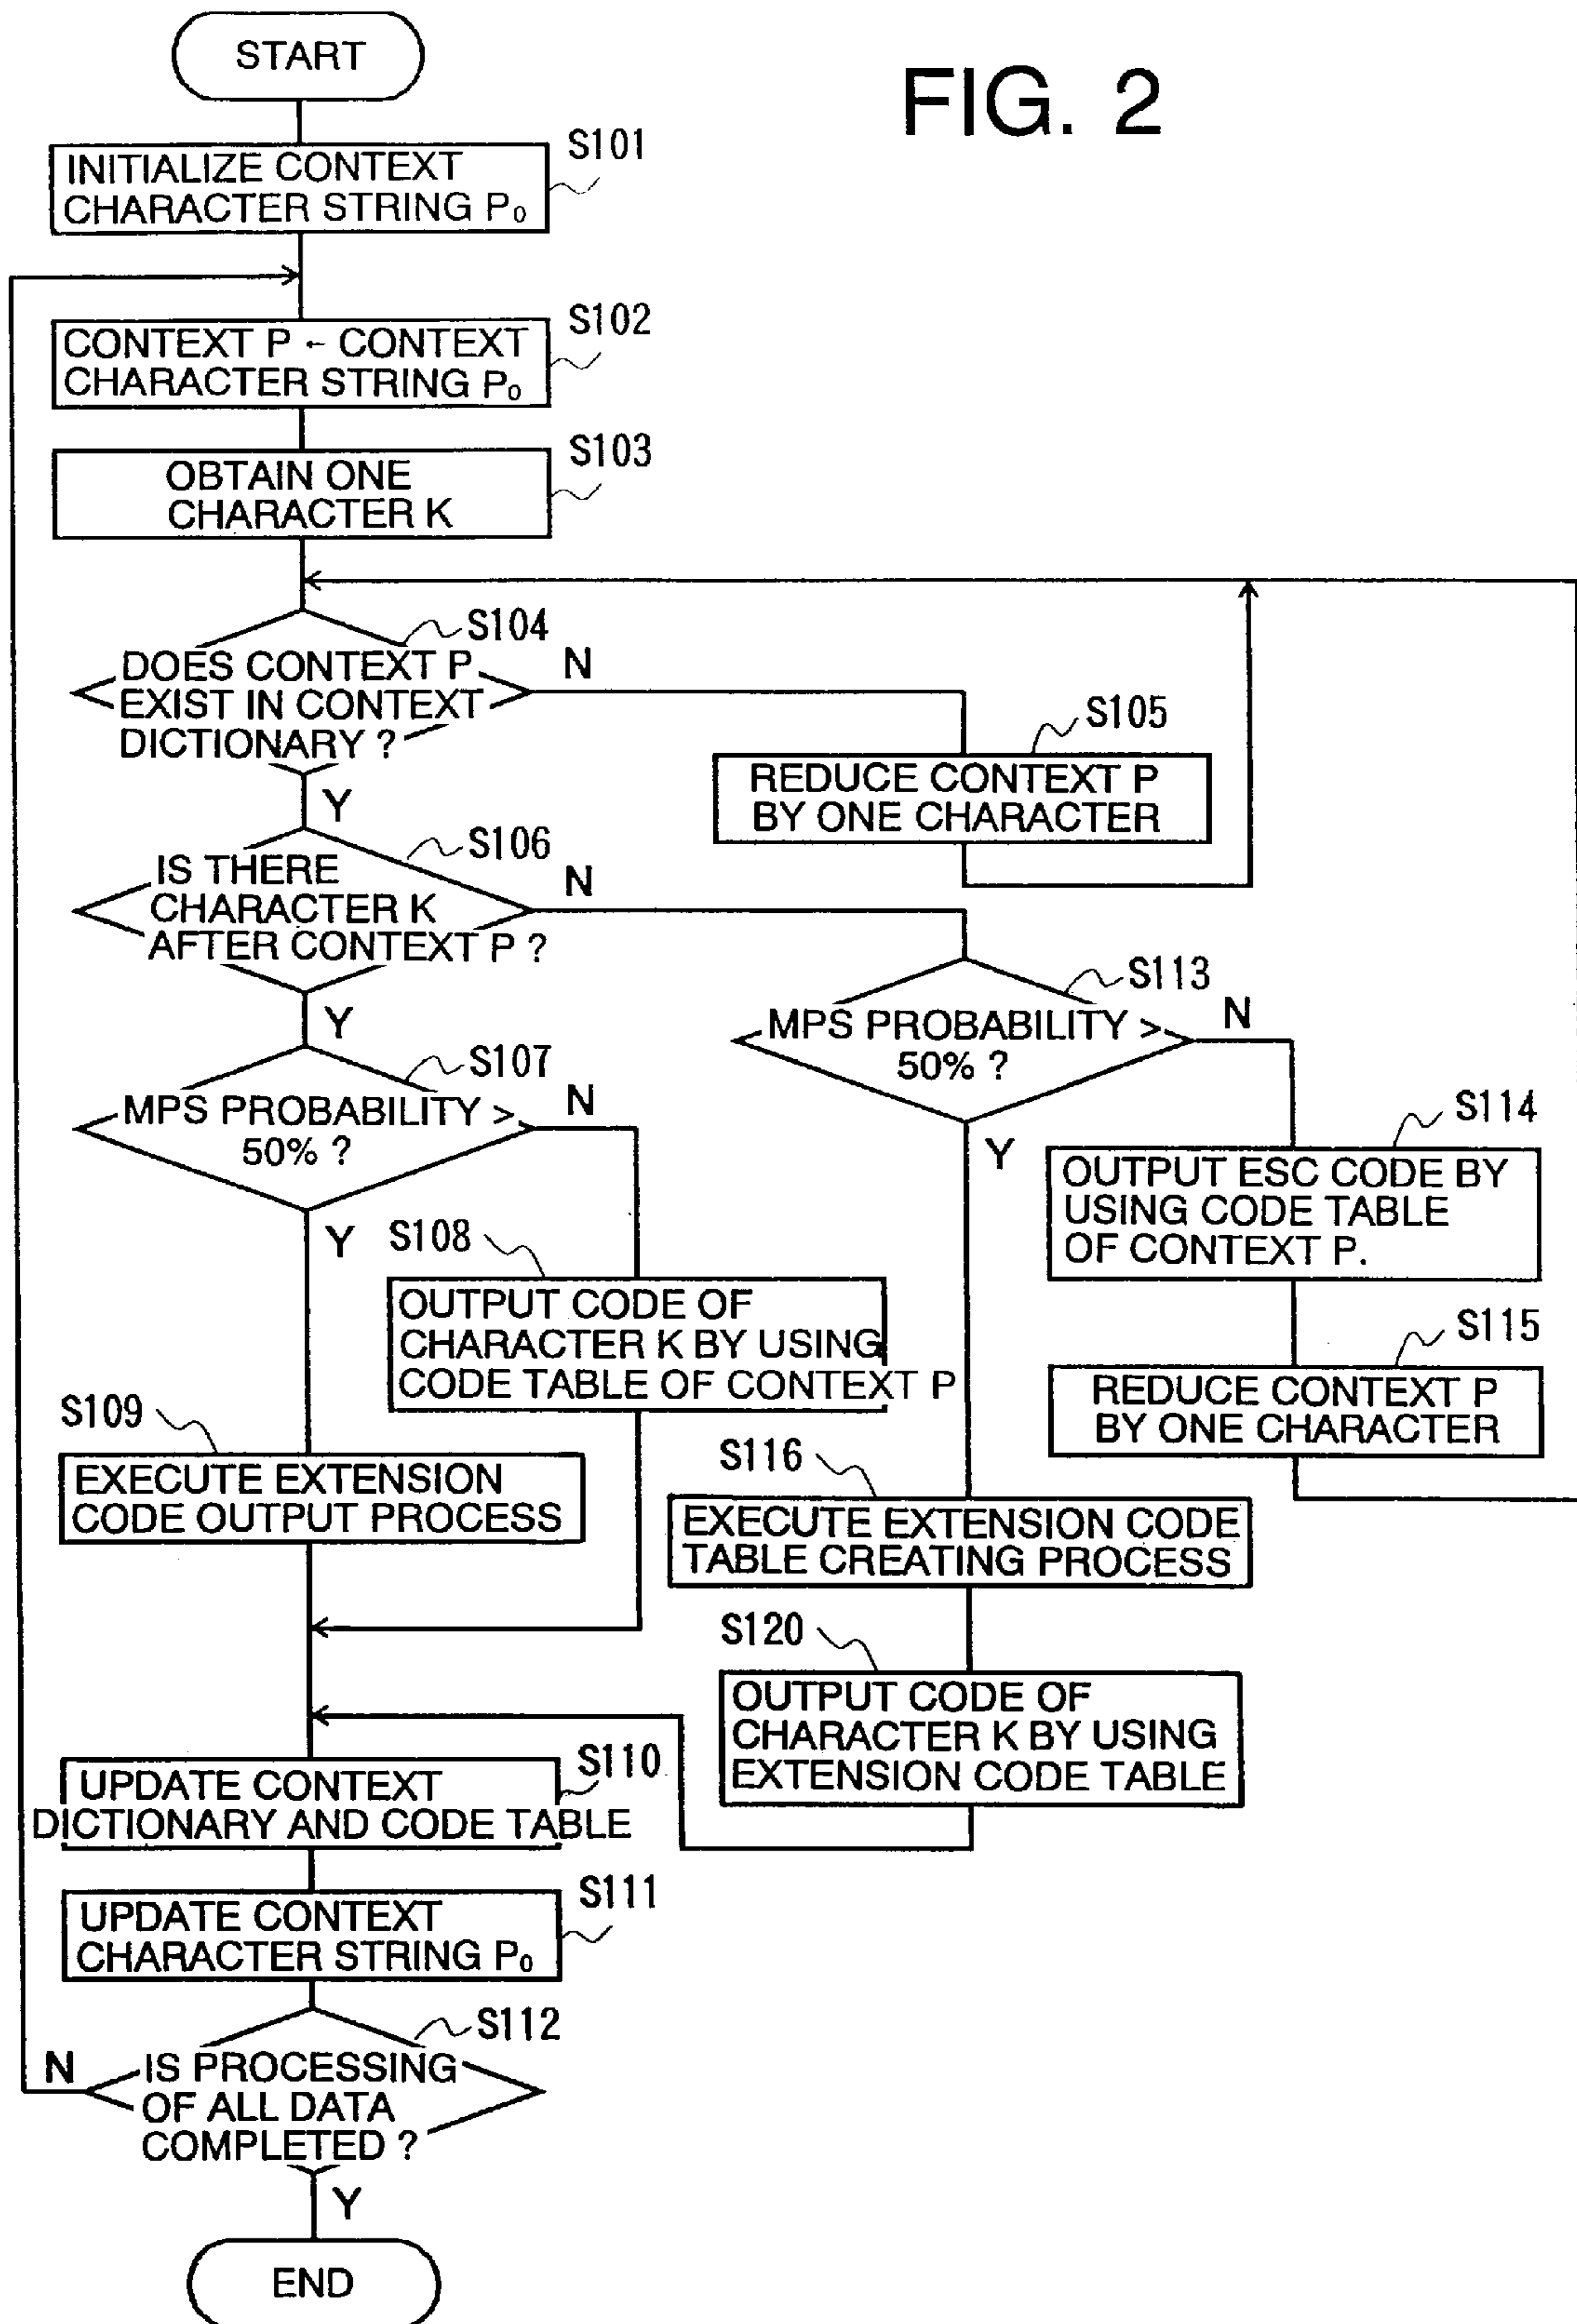 START
FIG. 2
S101
INITIALIZE CONTEXT
CHARACTER STRING P₀
S102
CONTEXT P ← CONTEXT
CHARACTER STRING P₀
S103
OBTAIN ONE
CHARACTER K
S104
DOES CONTEXT P
EXIST IN CONTEXT
DICTIONARY ?
N
Y
S105
REDUCE CONTEXT P
BY ONE CHARACTER
S106
IS THERE
CHARACTER K
AFTER CONTEXT P ?
N
Y
S113
MPS PROBABILITY >
50% ?
N
Y
S107
MPS PROBABILITY >
50% ?
N
Y
S114
OUTPUT ESC CODE BY
USING CODE TABLE
OF CONTEXT P.
S108
OUTPUT CODE OF
CHARACTER K BY USING
CODE TABLE OF CONTEXT P
S115
REDUCE CONTEXT P
BY ONE CHARACTER
S109
EXECUTE EXTENSION
CODE OUTPUT PROCESS
S116
EXECUTE EXTENSION CODE
TABLE CREATING PROCESS
S120
OUTPUT CODE OF
CHARACTER K BY USING
EXTENSION CODE TABLE
S110
UPDATE CONTEXT
DICTIONARY AND CODE TABLE
S111
UPDATE CONTEXT
CHARACTER STRING P₀
S112
IS PROCESSING
OF ALL DATA
COMPLETED ?
N
Y
END